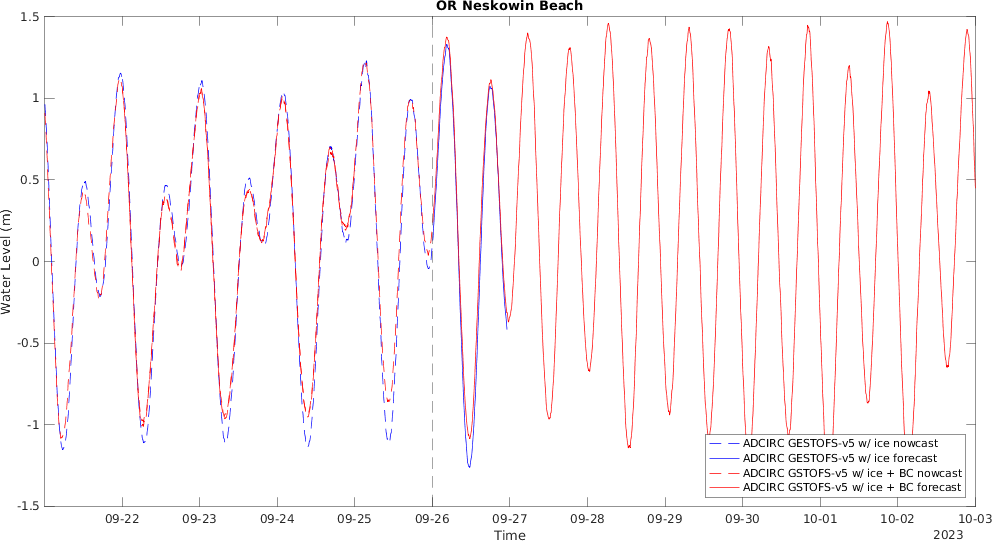 OR Neskowin Beach
1.5
1
0.5
0
-0.5
-1
-1.5
Water Level (m)
09-22 09-23 09-24 09-25 09-26 09-27 09-28 09-29 09-30 10-01 10-02 10-03
Time
2023
ADCIRC GESTOFS-v5 w/ ice nowcast
ADCIRC GESTOFS-v5 w/ ice forecast
ADCIRC GSTOFS-v5 w/ ice + BC nowcast
ADCIRC GSTOFS-v5 w/ ice + BC forecast